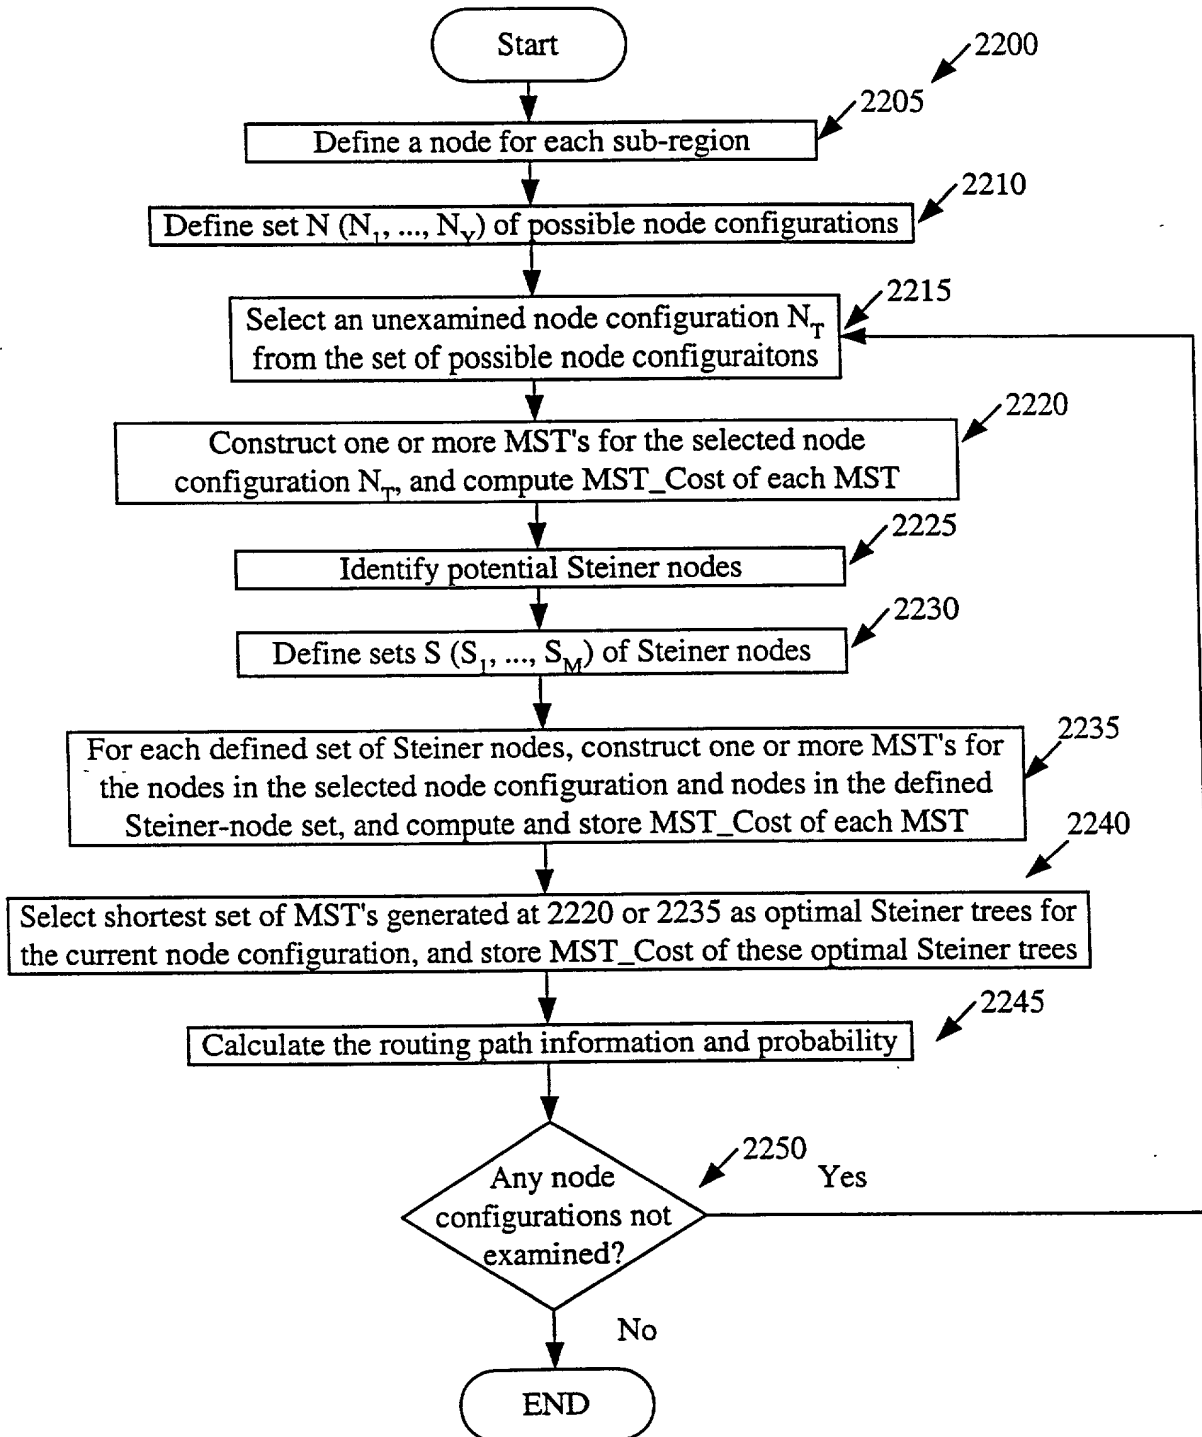 Start
2200
2205
Define a node for each sub-region
2210
Define set N (N1, ..., NY) of possible node configurations
2215
Select an unexamined node configuration NT
from the set of possible node configuraitons
2220
Construct one or more MST's for the selected node
configuration NT, and compute MST_Cost of each MST
2225
Identify potential Steiner nodes
2230
Define sets S (S1, ..., SM) of Steiner nodes
2235
For each defined set of Steiner nodes, construct one or more MST's for
the nodes in the selected node configuration and nodes in the defined
Steiner-node set, and compute and store MST_Cost of each MST
2240
Select shortest set of MST's generated at 2220 or 2235 as optimal Steiner trees for
the current node configuration, and store MST_Cost of these optimal Steiner trees
2245
Calculate the routing path information and probability
2250
Any node
configurations not
examined?
Yes
No
END